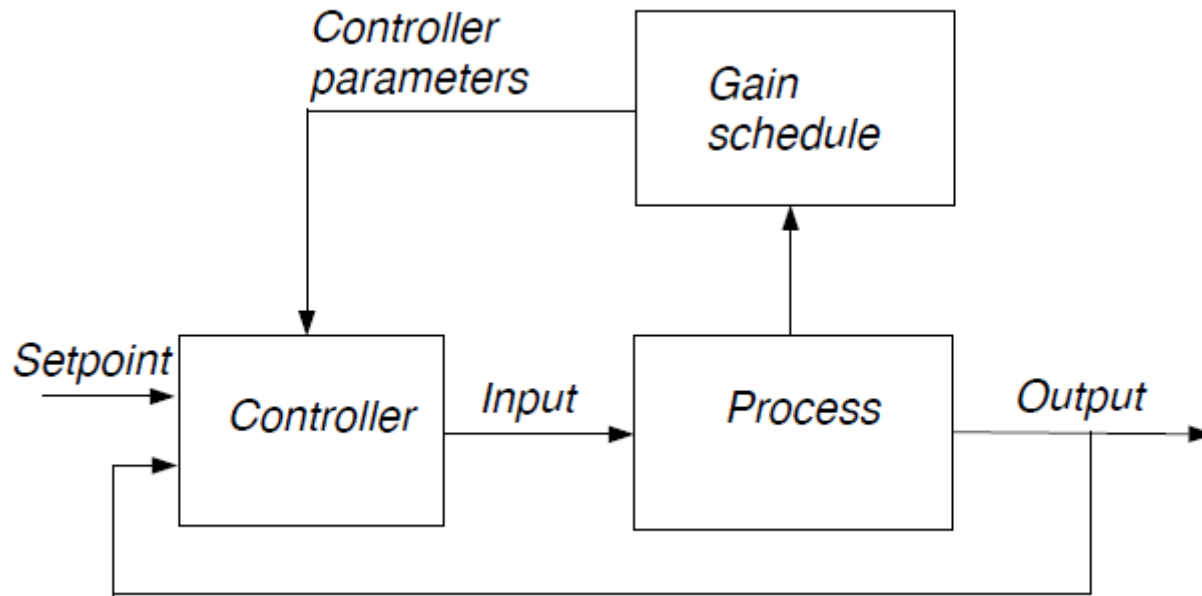 Controller
parameters
Gain
schedule
Setpoint
Controller
Input
Process
Output